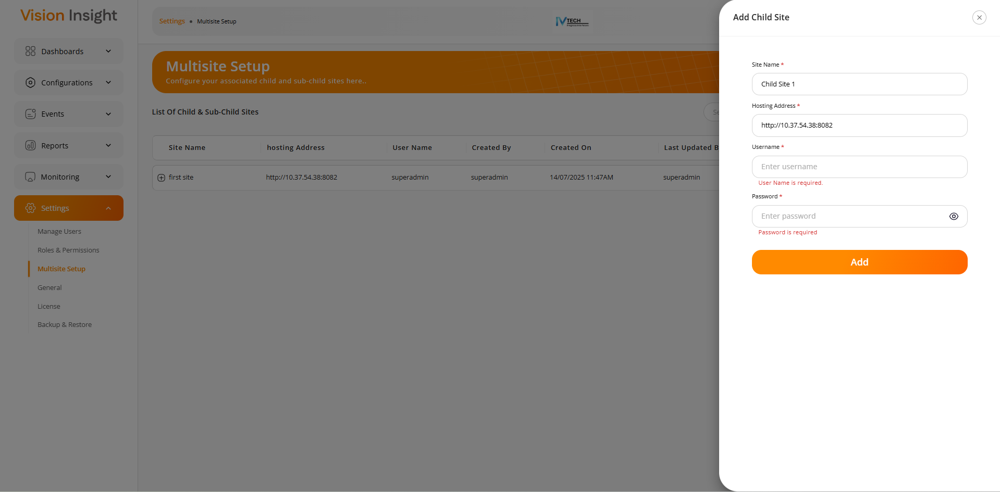 Vision Insight
Dashboards
Configurations
Events
Reports
Monitoring
Settings
Manage Users
Roles & Permissions
Multisite Setup
General
License
Backup & Restore
Settings • Multisite Setup
IV TECH
Multisite Setup
Configure your associated child and sub-child sites here..
List Of Child & Sub-Child Sites
Se
Site Name hosting Address User Name Created By Created On Last Updated B
first site http://10.37.54.38:8082 superadmin superadmin 14/07/2025 11:47AM superadmin
Add Child Site
Site Name *
Child Site 1
Hosting Address *
http://10.37.54.38:8082
Username *
Enter username
User Name is required.
Password *
Enter password
Password is required
Add